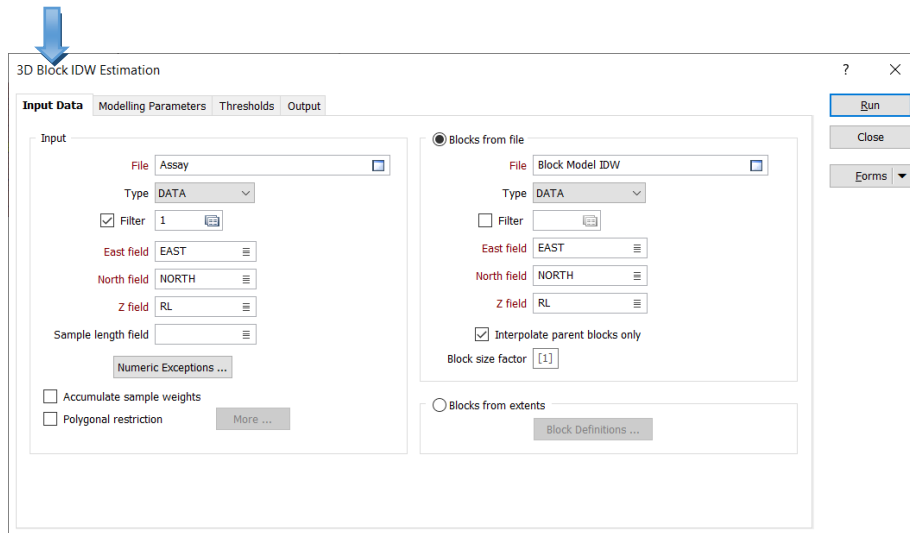 3D Block IDW Estimation
?
Input Data Modelling Parameters Thresholds Output
Run
Close
Forms
Input
File Assay
Type DATA
Filter 1
East field EAST
North field NORTH
Z field RL
Sample length field
Numeric Exceptions ...
Accumulate sample weights
Polygonal restriction More ...
Blocks from file
File Block Model IDW
Type DATA
Filter
East field EAST
North field NORTH
Z field RL
Interpolate parent blocks only
Block size factor [1]
Blocks from extents
Block Definitions ...